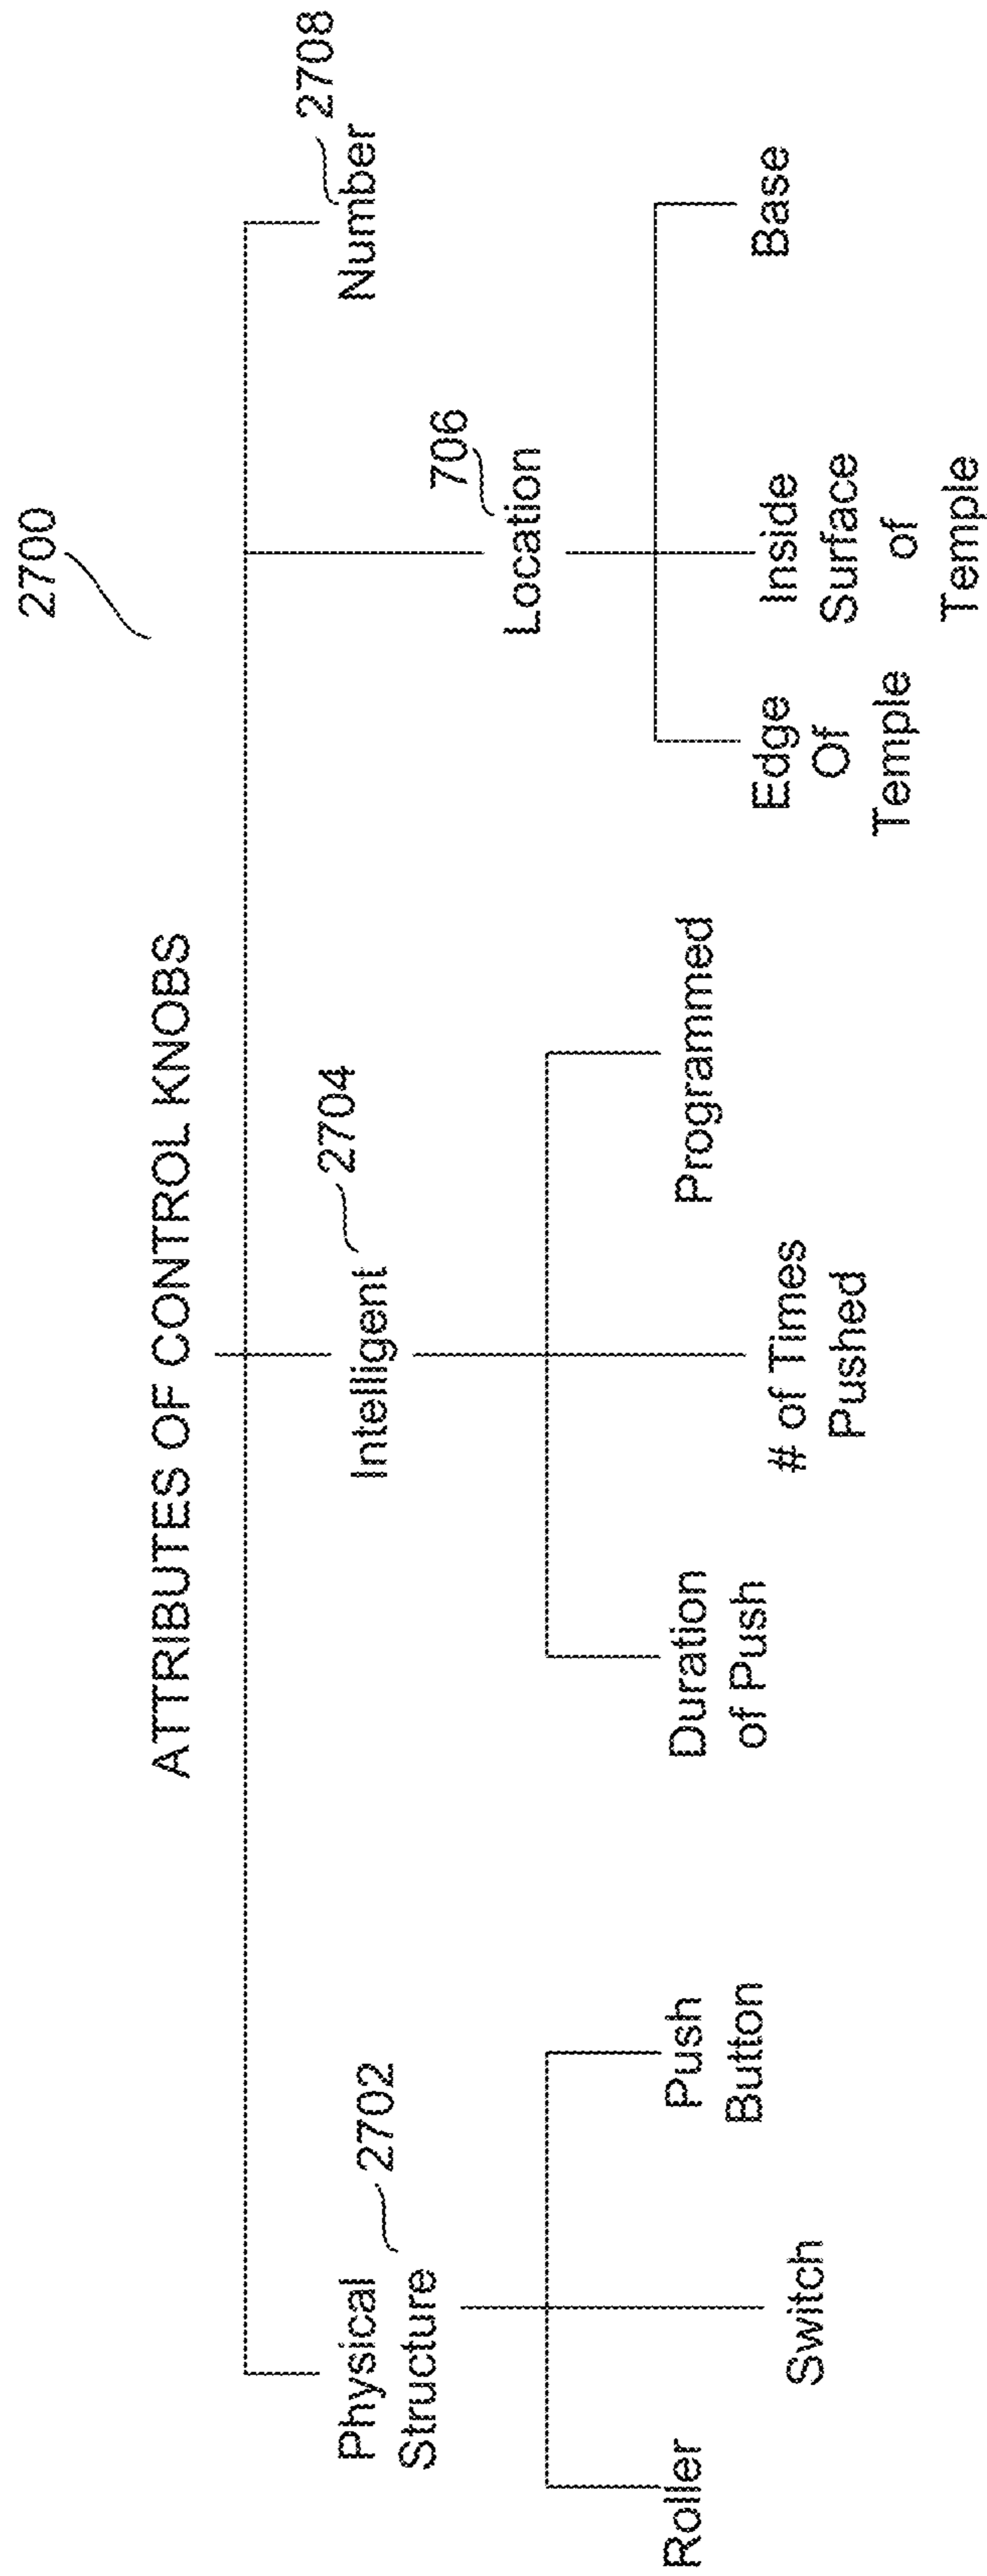 2700
ATTRIBUTES OF CONTROL KNOBS
Physical
Structure
2702
Roller
Switch
Push
Button
Intelligent
2704
Duration
of Push
# of Times
Pushed
Programmed
Location
706
Edge
Of
Temple
Inside
Surface
of
Temple
Base
Number
2708